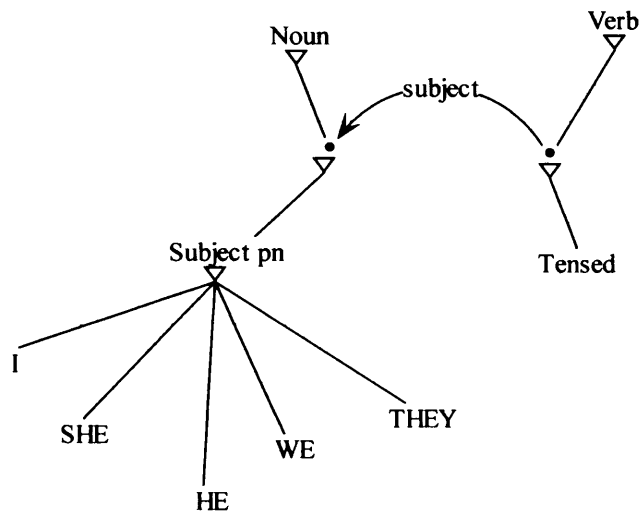 Noun
Verb
subject
Subject pn
Tensed
I
SHE
THEY
WE
HE